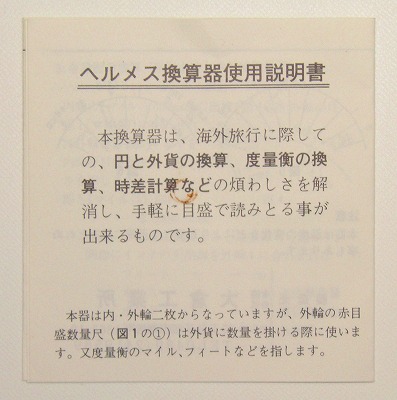 ヘルメス換算器使用説明書
本換算器は、海外旅行に際して
の、円と外貨の換算、度量衡の換
算、時差計算などの煩わしさを解
消し、手軽に目盛で読みとる事が
出来るものです。
本器は内・外輪二枚からなっていますが、外輪の赤目
盛数量尺（図1の①）は外貨に数量を掛ける際に使いま
す。又度量衡のマイル、フィートなどを指します。